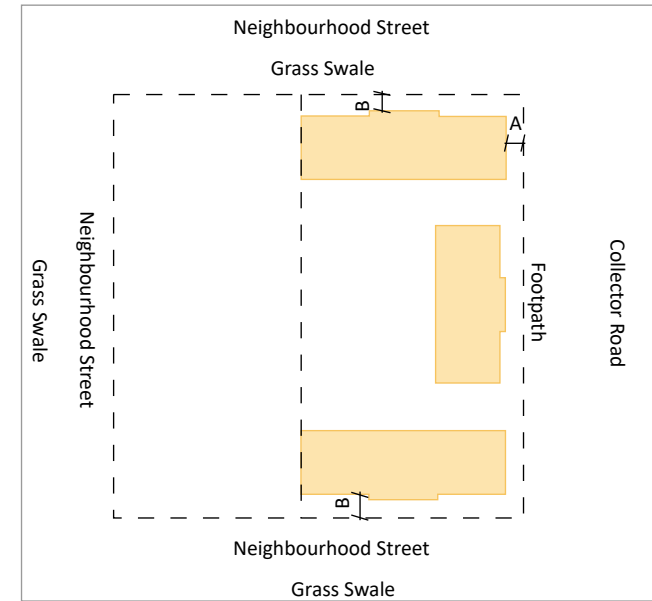 Neighbourhood Street
Grass Swale
B
A
Grass Swale
Neighbourhood Street
Footpath
Collector Road
B
Neighbourhood Street
Grass Swale